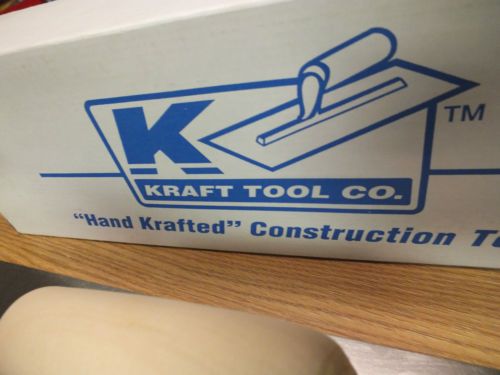 K
TM
KRAFT TOOL CO.
"Hand Krafted" Construction